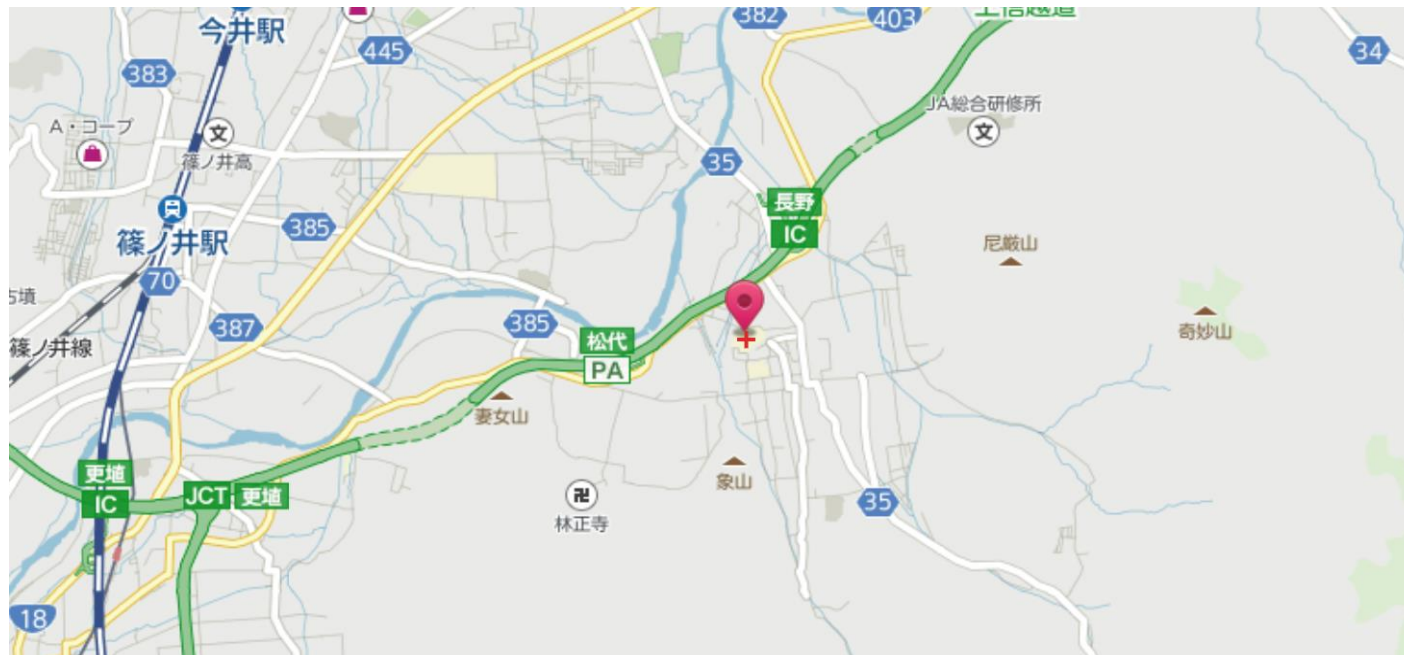 今井駅
382
403
上信越道
34
445
383
A・コープ
文
篠ノ井高
JA総合研修所
文
35
長野
IC
385
篠ノ井駅
尼厳山
70
古墳
奇妙山
387
385
松代
PA
篠ノ井線
妻女山
象山
更埴
IC
JCT
更埴
卍
林正寺
35
18